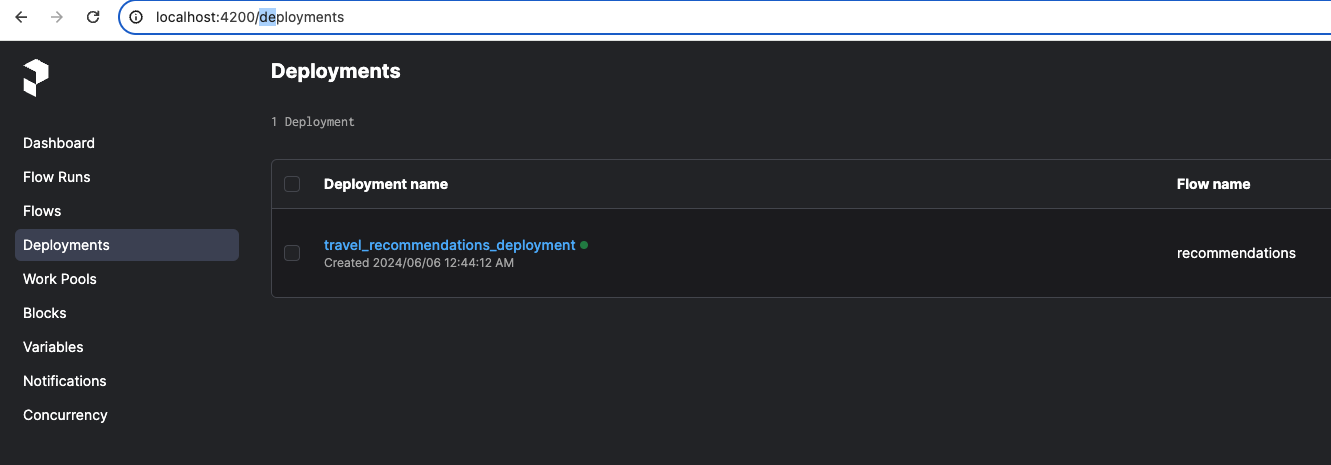 localhost:4200/deployments
Dashboard
Flow Runs
Flows
Deployments
Work Pools
Blocks
Variables
Notifications
Concurrency
Deployments
1 Deployment
Deployment name Flow name
travel_recommendations_deployment recommendations
Created 2024/06/06 12:44:12 AM